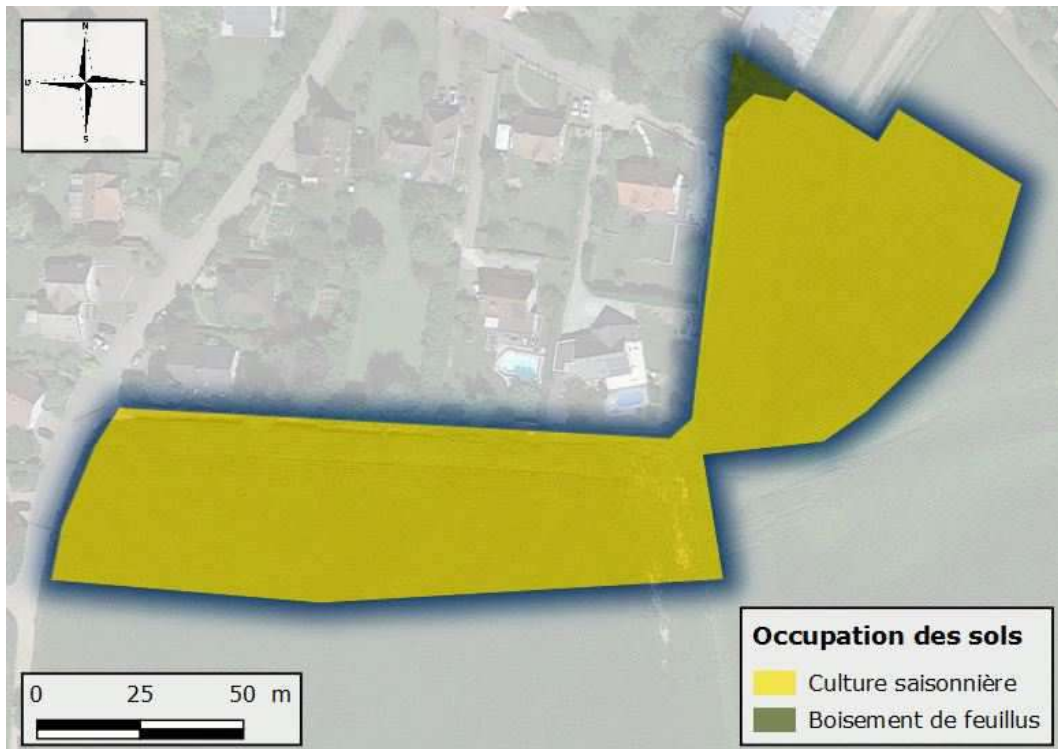 N
O
E
S
Occupation des sols
Culture saisonnière
Boisement de feuillus
0 25 50 m